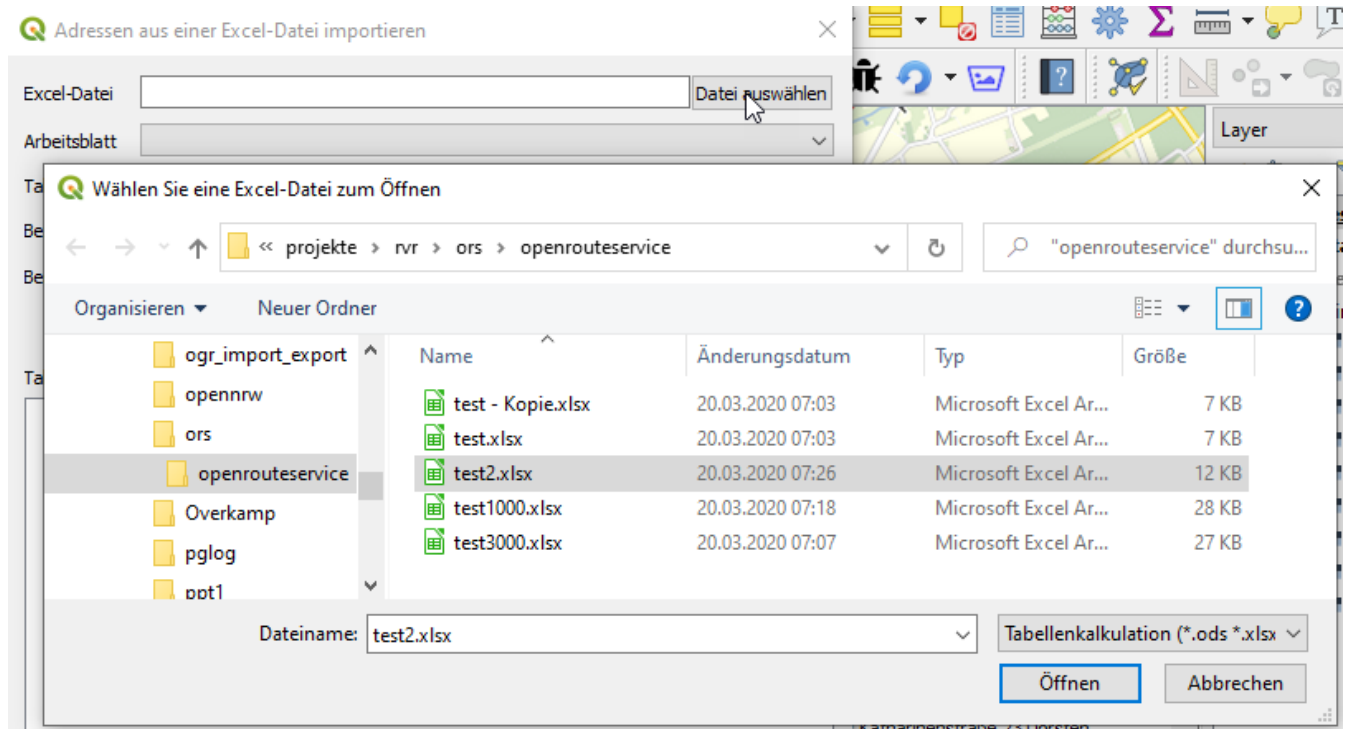 Adressen aus einer Excel-Datei importieren
Excel-Datei
Datei auswählen
Arbeitsblatt
Layer
Ta
Wählen Sie eine Excel-Datei zum Öffnen
Be
« projekte > rvr > ors > openrouteservice
"openrouteservice" durchsu...
Be
Organisieren
Neuer Ordner
Name Änderungsdatum Typ Größe
ogr_import_export
opennrw
ors
openrouteservice
Overkamp
pglog
ppt1
Ta
test - Kopie.xlsx 20.03.2020 07:03 Microsoft Excel Ar... 7 KB
test.xlsx 20.03.2020 07:03 Microsoft Excel Ar... 7 KB
test2.xlsx 20.03.2020 07:26 Microsoft Excel Ar... 12 KB
test1000.xlsx 20.03.2020 07:18 Microsoft Excel Ar... 28 KB
test3000.xlsx 20.03.2020 07:07 Microsoft Excel Ar... 27 KB
Dateiname: test2.xlsx
Tabellenkalkulation (*.ods *.xlsx
Öffnen
Abbrechen